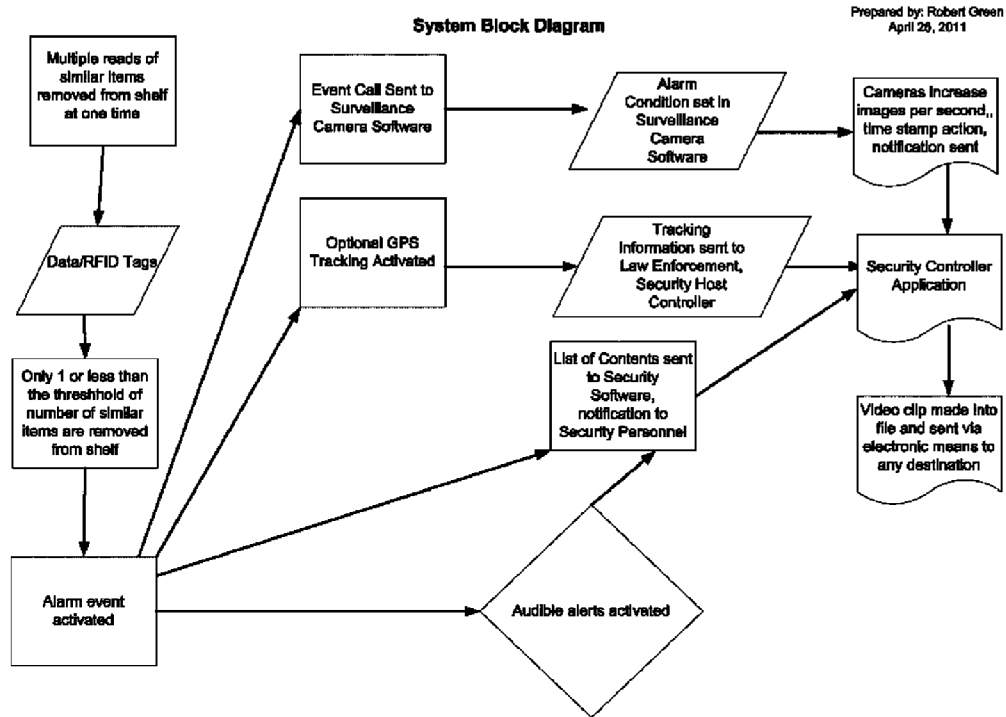 System Block Diagram
Prepared by: Robert Green
April 26, 2011
Multiple reads of
similar items
removed from shelf
at one time
Data/RFID Tags
Only 1 or less than
the threshhold of
number of similar
items are removed
from shelf
Alarm event
activated
Event Call Sent to
Surveillance
Camera Software
Alarm
Condition set in
Surveillance
Camera
Software
Cameras increase
images per second,,
time stamp action,
notification sent
Optional GPS
Tracking Activated
Tracking
Information sent to
Law Enforcement,
Security Host
Controller
Security Controller
Application
List of Contents sent
to Security
Software,
notification to
Security Personnel
Video clip made into
file and sent via
electronic means to
any destination
Audible alerts activated